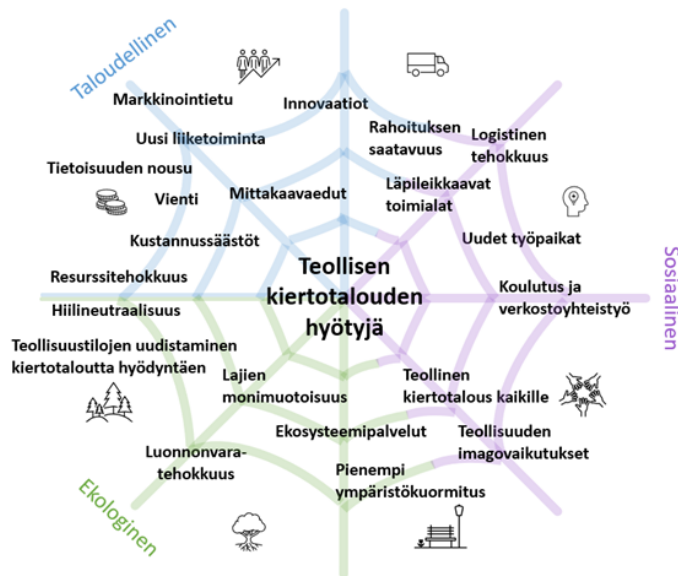 Taloudellinen
Markkinointietu
Innovaatiot
Uusi liiketoiminta
Rahoituksen
saatavuus
Logistinen
tehokkuus
Tietoisuuden nousu
Vienti
Mittakaavaedut
Läpileikkaavat
toimialat
Kustannussäästöt
Uudet työpaikat
Teollisen
kiertotalouden
hyötyjä
Resurssitehokkuus
Hiilineutraalisuus
Koulutus ja
verkostoyhteistyö
Sosiaalinen
Teollisuustilojen uudistaminen
kiertotaloutta hyödyntäen
Lajien
monimuotoisuus
Teollinen
kiertotalous kaikille
Ekosysteemipalvelut
Teollisuuden
imagovaikutukset
Luonnonvara-
tehokkuus
Pienempi
ympäristökuormitus
Ekologinen